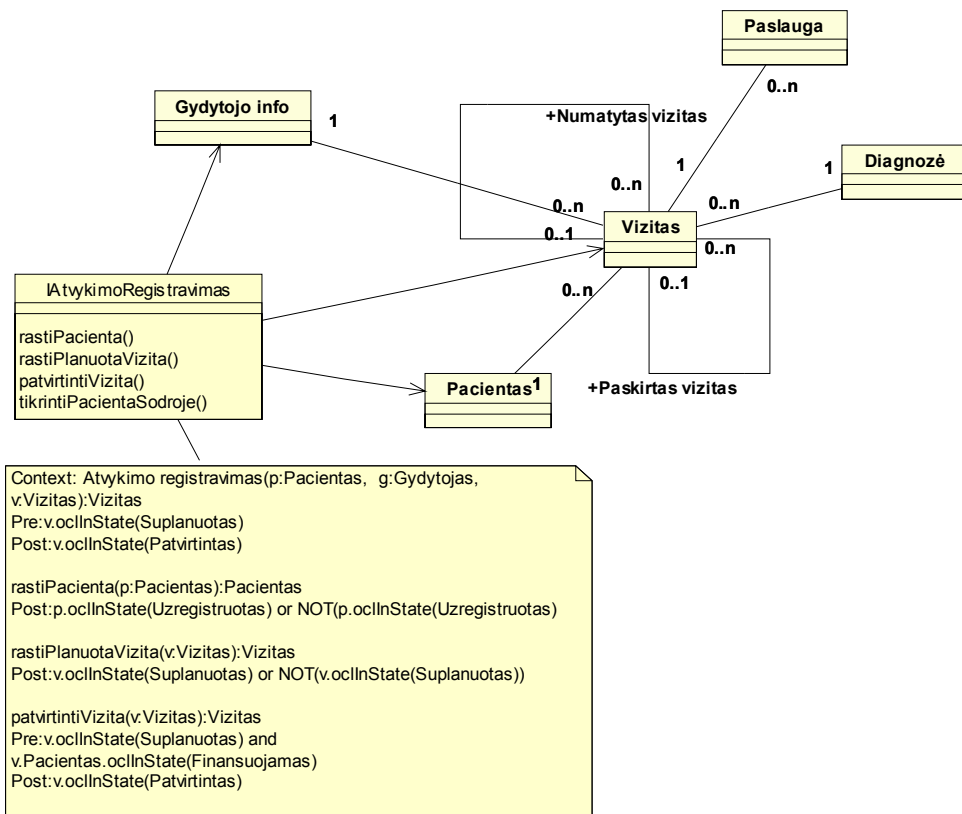 Paslauga
0..n
Gydytojo info
1
+Numatytas vizitas
1
Diagnozė
1
0..n
0..n
0..n
Vizitas
0..1
0..n
IAtvykimoRegistravimas
0..n
0..1
rastiPacienta()
rastiPlanuotaVizita()
patvirtintiVizita()
tikrintiPacientaSodroje()
Pacientas
1
+Paskirtas vizitas
Context: Atvykimo registravimas(p:Pacientas, g:Gydytojas,
v:Vizitas):Vizitas
Pre:v.oclInState(Suplanuotas)
Post:v.oclInState(Patvirtintas)
rastiPacienta(p:Pacientas):Pacientas
Post:p.oclInState(Uzregistruotas) or NOT(p.oclInState(Uzregistruotas)
rastiPlanuotaVizita(v:Vizitas):Vizitas
Post:v.oclInState(Suplanuotas) or NOT(v.oclInState(Suplanuotas))
patvirtintiVizita(v:Vizitas):Vizitas
Pre:v.oclInState(Suplanuotas) and
v.Pacientas.oclInState(Finansuojamas)
Post:v.oclInState(Patvirtintas)